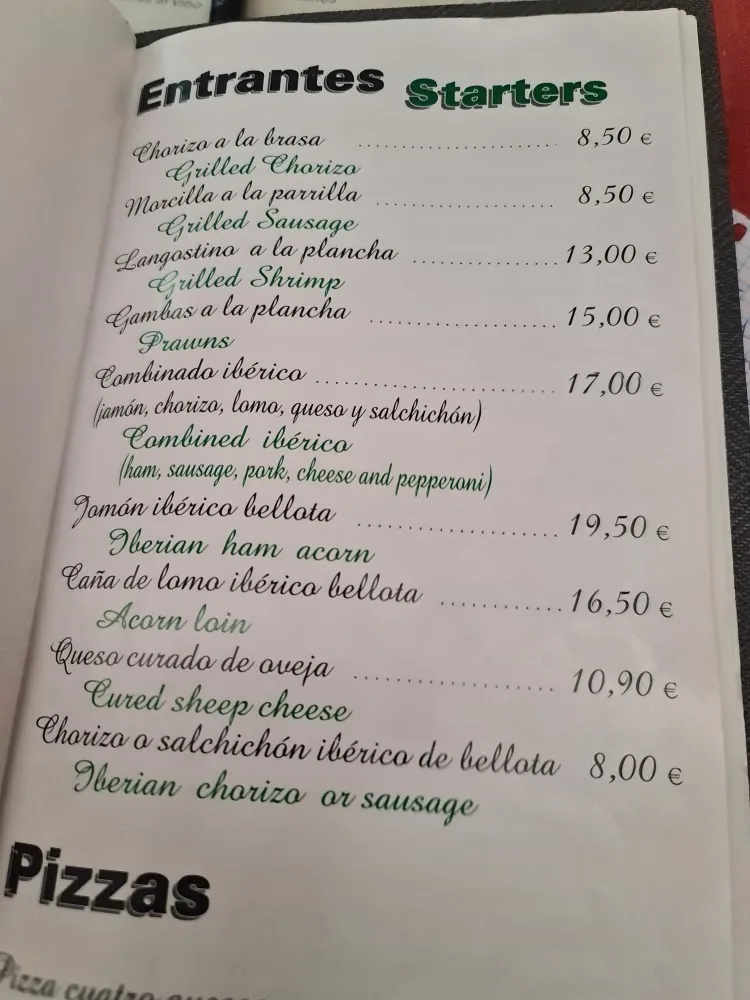 Entrantes Starters
Chorizo a la brasa ........................... 8,50 €
Grilled Chorizo
Morcilla a la parrilla ........................ 8,50 €
Grilled Sausage
Langostino a la plancha ................... 13,00 €
Grilled Shrimp
Gambas a la plancha ........................ 15,00 €
Prawns
Combinado ibérico ............................... 17,00 €
(jamón, chorizo, lomo, queso y salchichón)
Combined ibérico
(ham, sausage, pork, cheese and pepperoni)
Jamón ibérico bellota ......................... 19,50 €
Iberian ham acorn
Caña de lomo ibérico bellota ............... 16,50 €
Acorn loin
Queso curado de oveja ......................... 10,90 €
Cured sheep cheese
Chorizo o salchichón ibérico de bellota 8,00 €
Iberian chorizo or sausage
Pizzas
Pizza cuatro